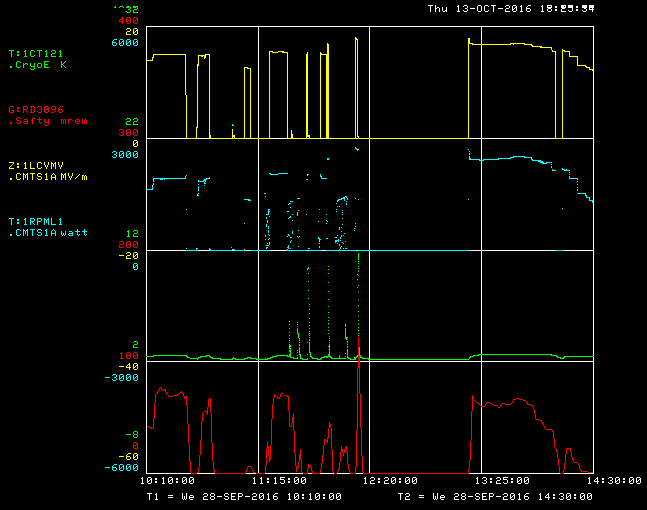 32
Thu 13-OCT-2016
400
20
6000
T:1CT121
.CryoE K
G:RD3096
.Safty mrem
22
300
0
3000
Z:1LCVMV
.CMTS1A MV/m
T:1RPML1
.CMTS1A watt
12
200
-20
0
2
100
-40
-3000
-8
0
-60
-6000
10:10:00 11:15:00 12:20:00 13:25:00 14:30:00
T1 = We 28-SEP-2016 10:10:00 T2 = We 28-SEP-2016 14:30:00